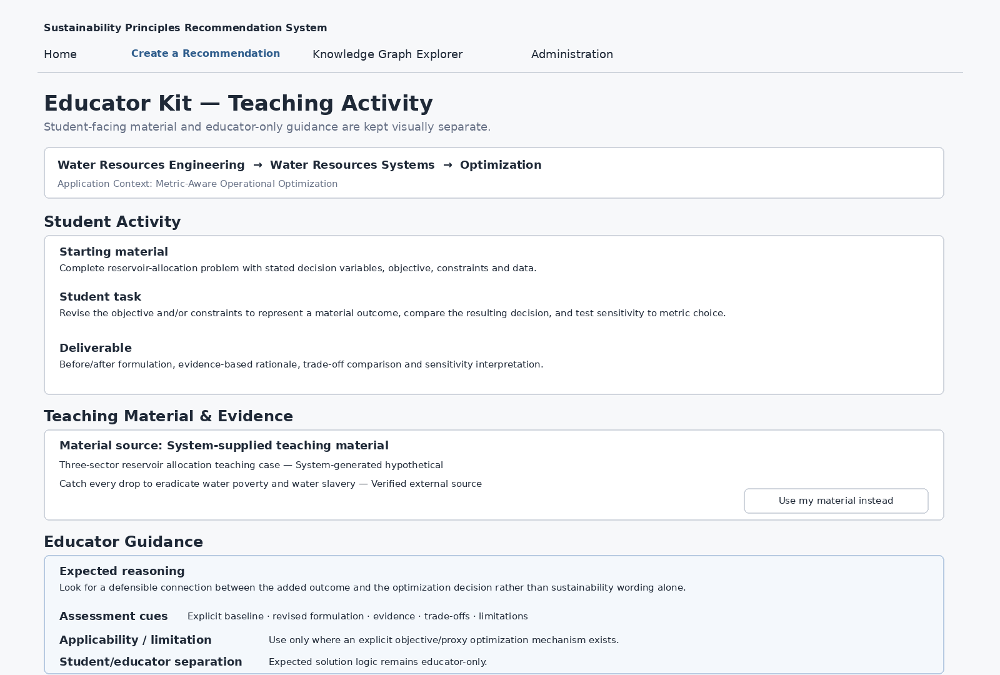 Sustainability Principles Recommendation System
Home Create a Recommendation Knowledge Graph Explorer Administration
Educator Kit — Teaching Activity
Student-facing material and educator-only guidance are kept visually separate.
Water Resources Engineering → Water Resources Systems → Optimization
Application Context: Metric-Aware Operational Optimization
Student Activity
Starting material
Complete reservoir-allocation problem with stated decision variables, objective, constraints and data.
Student task
Revise the objective and/or constraints to represent a material outcome, compare the resulting decision, and test sensitivity to metric choice.
Deliverable
Before/after formulation, evidence-based rationale, trade-off comparison and sensitivity interpretation.
Teaching Material & Evidence
Material source: System-supplied teaching material
Three-sector reservoir allocation teaching case — System-generated hypothetical
Catch every drop to eradicate water poverty and water slavery — Verified external source
Use my material instead
Educator Guidance
Expected reasoning
Look for a defensible connection between the added outcome and the optimization decision rather than sustainability wording alone.
Assessment cues Explicit baseline · revised formulation · evidence · trade-offs · limitations
Applicability / limitation Use only where an explicit objective/proxy optimization mechanism exists.
Student/educator separation Expected solution logic remains educator-only.